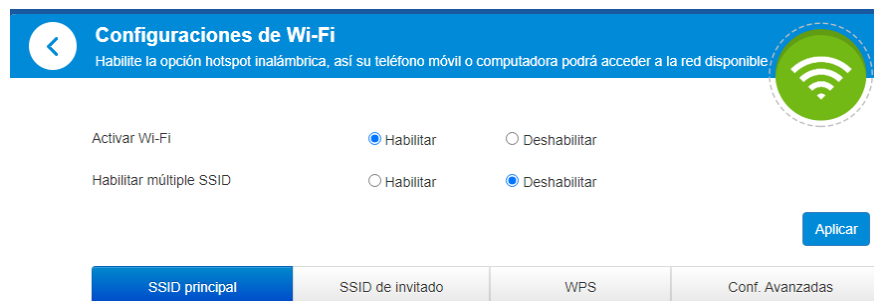 Configuraciones de Wi-Fi
Habilite la opción hotspot inalámbrica, así su teléfono móvil o computadora podrá acceder a la red disponible
Activar Wi-Fi Habilitar Deshabilitar
Habilitar múltiple SSID Habilitar Deshabilitar
Aplicar
SSID principal SSID de invitado WPS Conf. Avanzadas